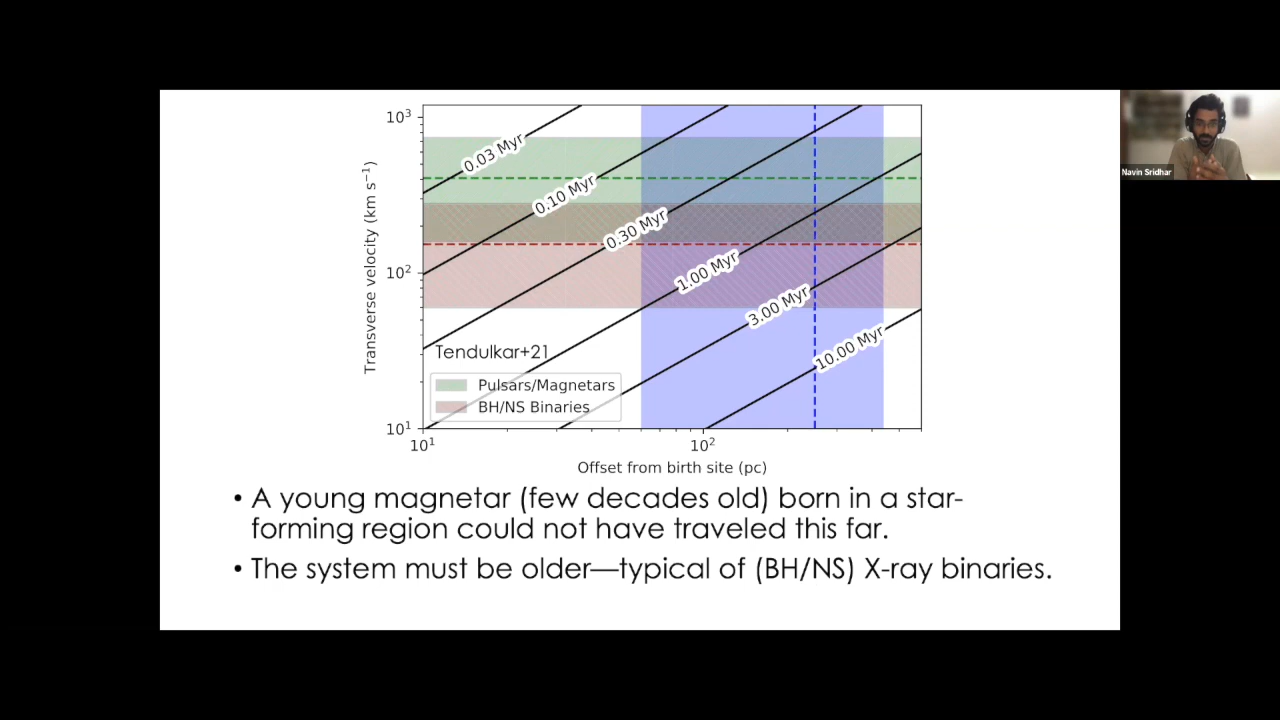 10³
0.03 Myr
0.10 Myr
0.30 Myr
1.00 Myr
3.00 Myr
10.00 Myr
10²
10¹
Transverse velocity (km s⁻¹)
Tendulkar+21
Pulsars/Magnetars
BH/NS Binaries
10¹
10²
Offset from birth site (pc)
• A young magnetar (few decades old) born in a star-
forming region could not have traveled this far.
• The system must be older—typical of (BH/NS) X-ray binaries.
Navin Sridhar